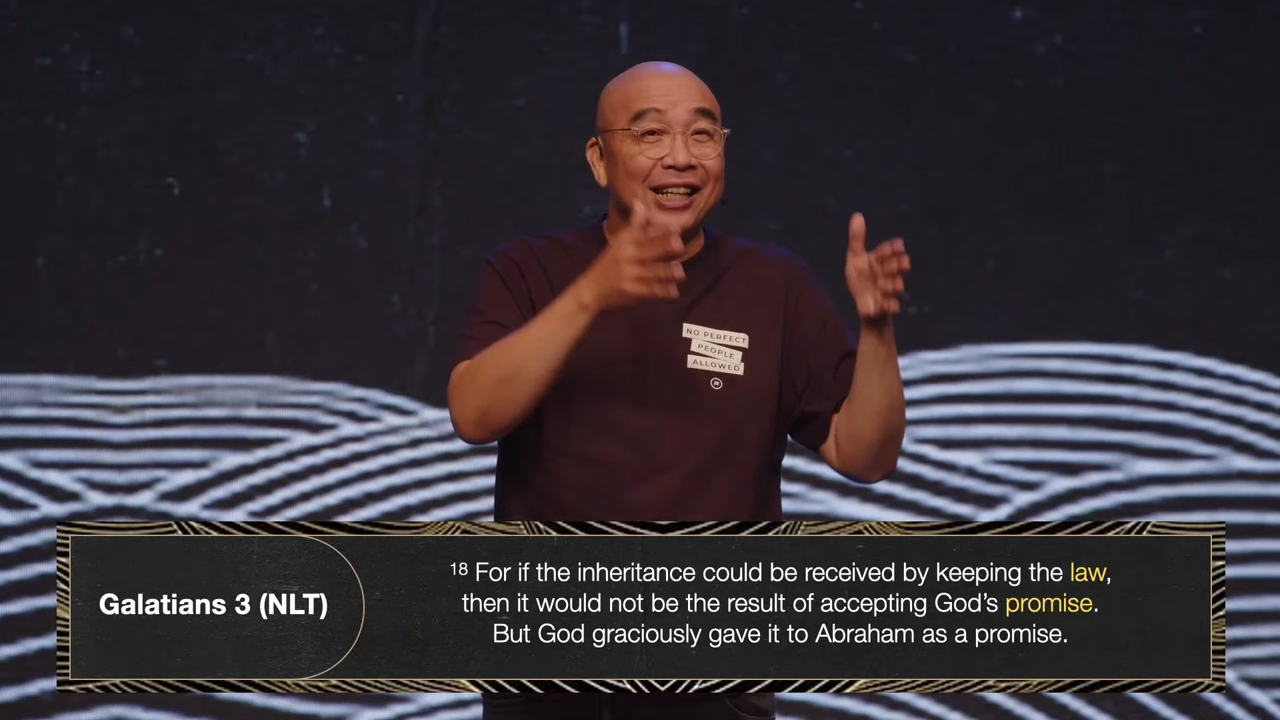 NO PERFECT
PEOPLE
ALLOWED
R
Galatians 3 (NLT)
18 For if the inheritance could be received by keeping the law,
then it would not be the result of accepting God's promise.
But God graciously gave it to Abraham as a promise.